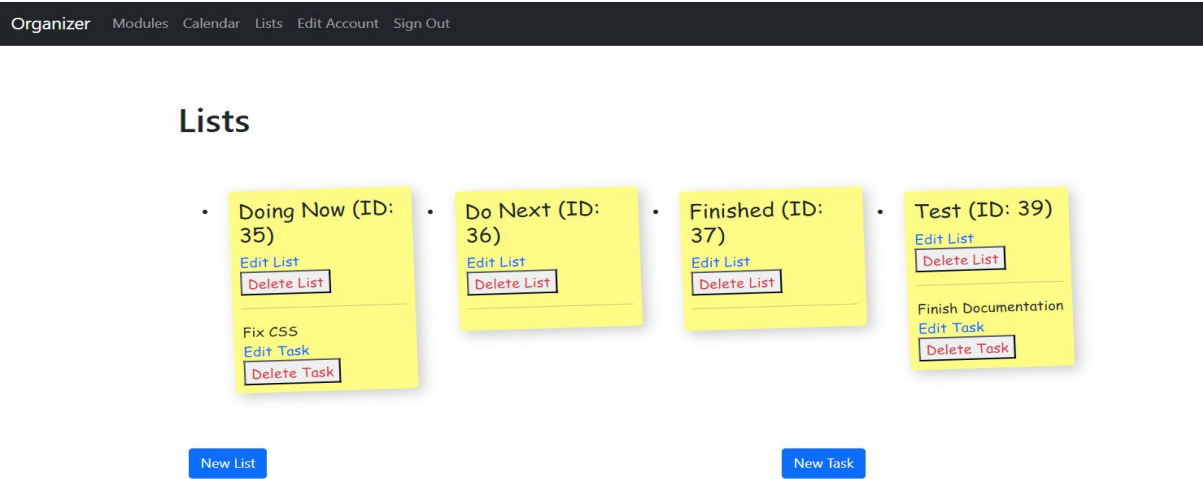 Organizer Modules Calendar Lists Edit Account Sign Out
Lists
Doing Now (ID:
35)
Edit List
Delete List
Fix CSS
Edit Task
Delete Task
Do Next (ID:
36)
Edit List
Delete List
Finished (ID:
37)
Edit List
Delete List
Test (ID: 39)
Edit List
Delete List
Finish Documentation
Edit Task
Delete Task
New List
New Task